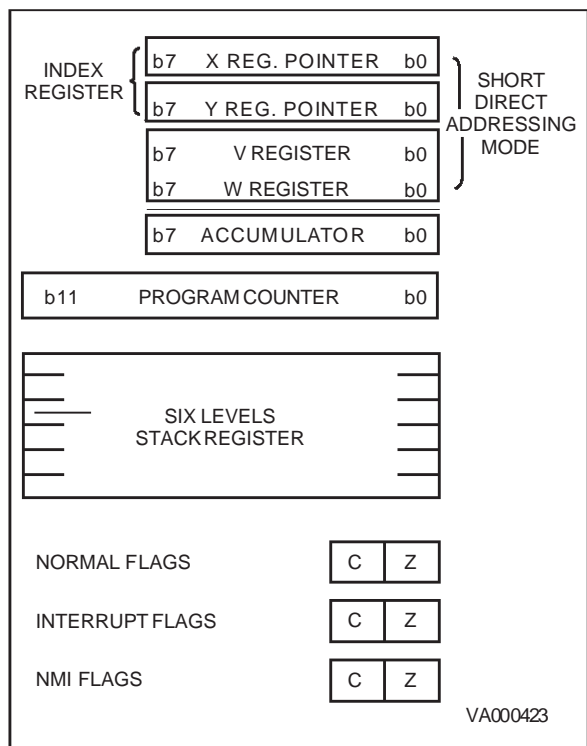 INDEX
REGISTER
b7 X REG. POINTER b0
b7 Y REG. POINTER b0
b7 V REGISTER b0
b7 W REGISTER b0
SHORT
DIRECT
ADDRESSING
MODE
b7 ACCUMULATOR b0
b11 PROGRAM COUNTER b0
SIX LEVELS
STACK REGISTER
NORMAL FLAGS C Z
INTERRUPT FLAGS C Z
NMI FLAGS C Z
VA000423